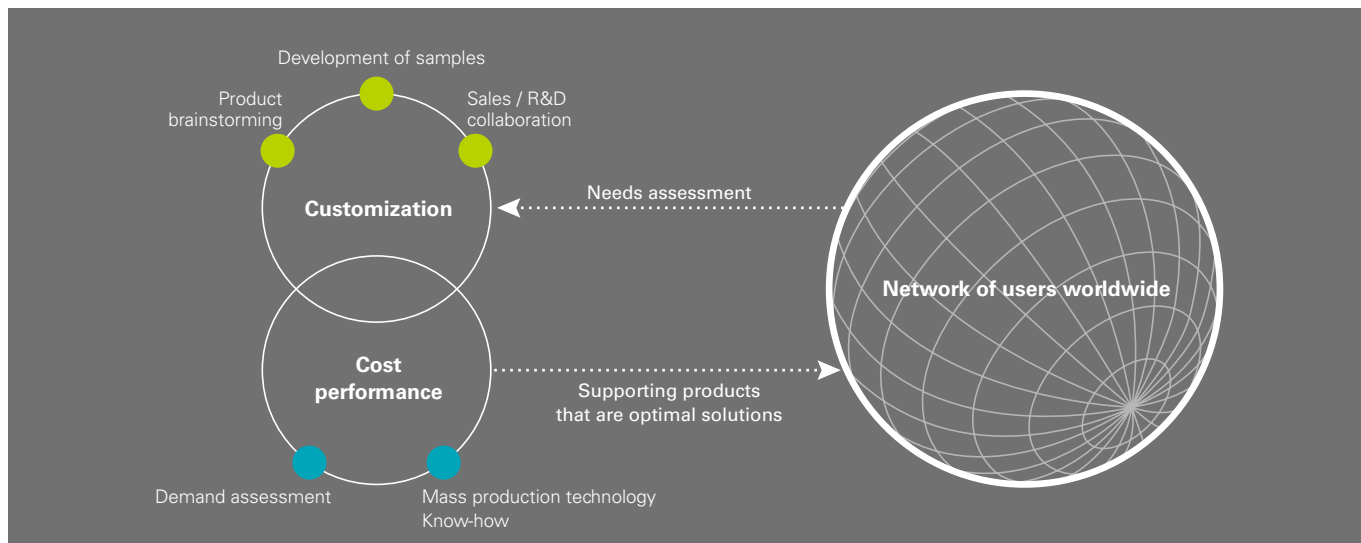 Development of samples
Product
brainstorming
Sales / R&D
collaboration
Customization
Needs assessment
Network of users worldwide
Cost
performance
Supporting products
that are optimal solutions
Demand assessment
Mass production technology
Know-how